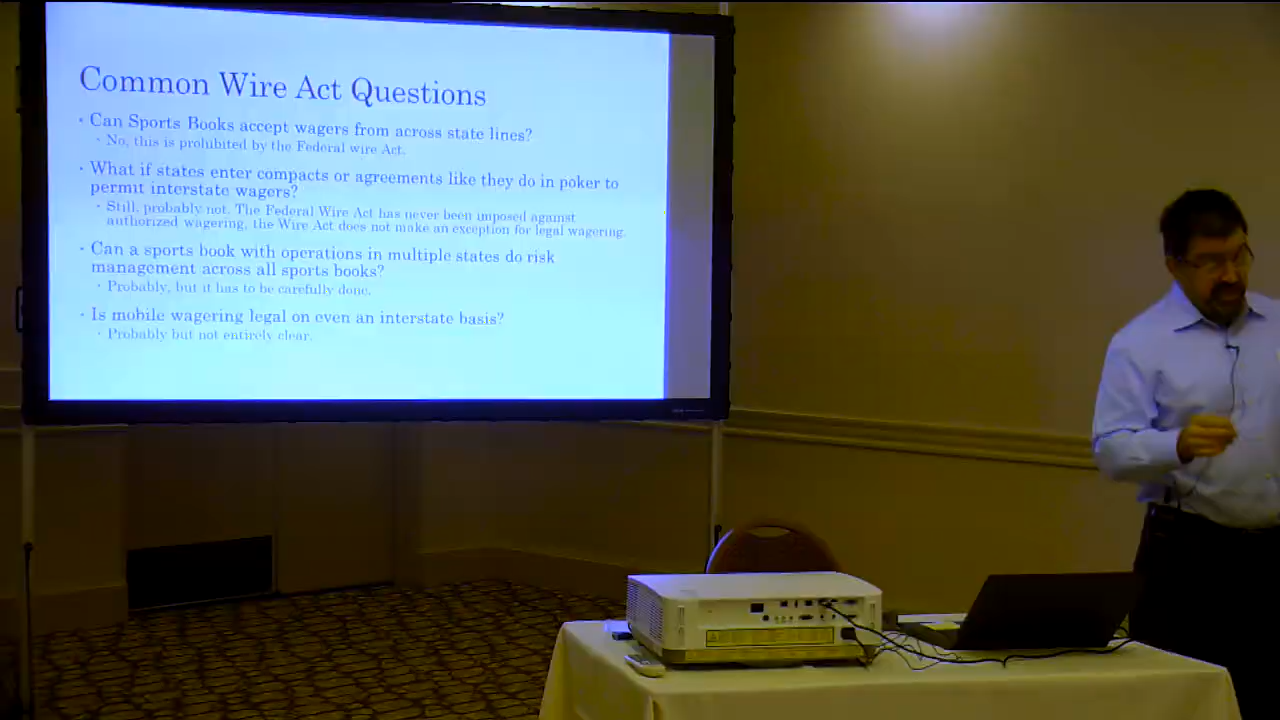 Common Wire Act Questions
· Can Sports Books accept wagers from across state lines?
· No, this is prohibited by the Federal wire Act.
· What if states enter compacts or agreements like they do in poker to
permit interstate wagers?
· Still, probably not. The Federal Wire Act has never been imposed against
authorized wagering, the Wire Act does not make an exception for legal wagering.
· Can a sports book with operations in multiple states do risk
management across all sports books?
· Probably, but it has to be carefully done.
· Is mobile wagering legal on even an interstate basis?
· Probably but not entirely clear.